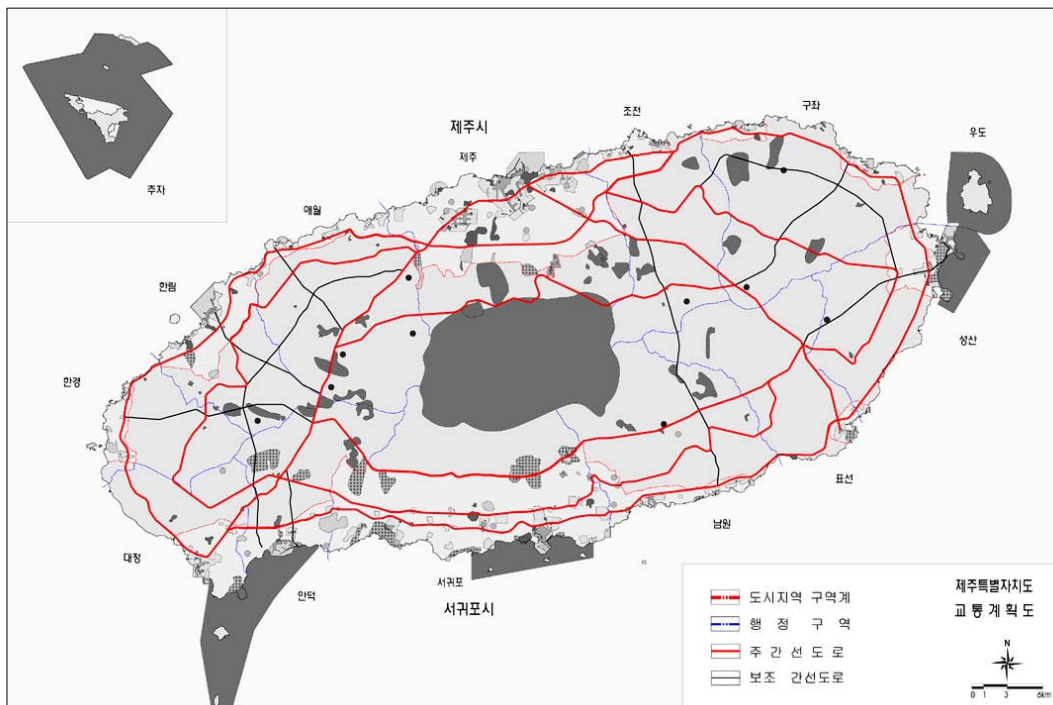 추자
제주시
제주
조천
구좌
우도
애월
한림
한경
성산
표선
남원
대정
안덕
서귀포
서귀포시
도시지역 구역계
행 정 구 역
주 간 선 도 로
보조 간선도로
제주특별자치도
교 통 계 획 도
N
0 1 3 6km